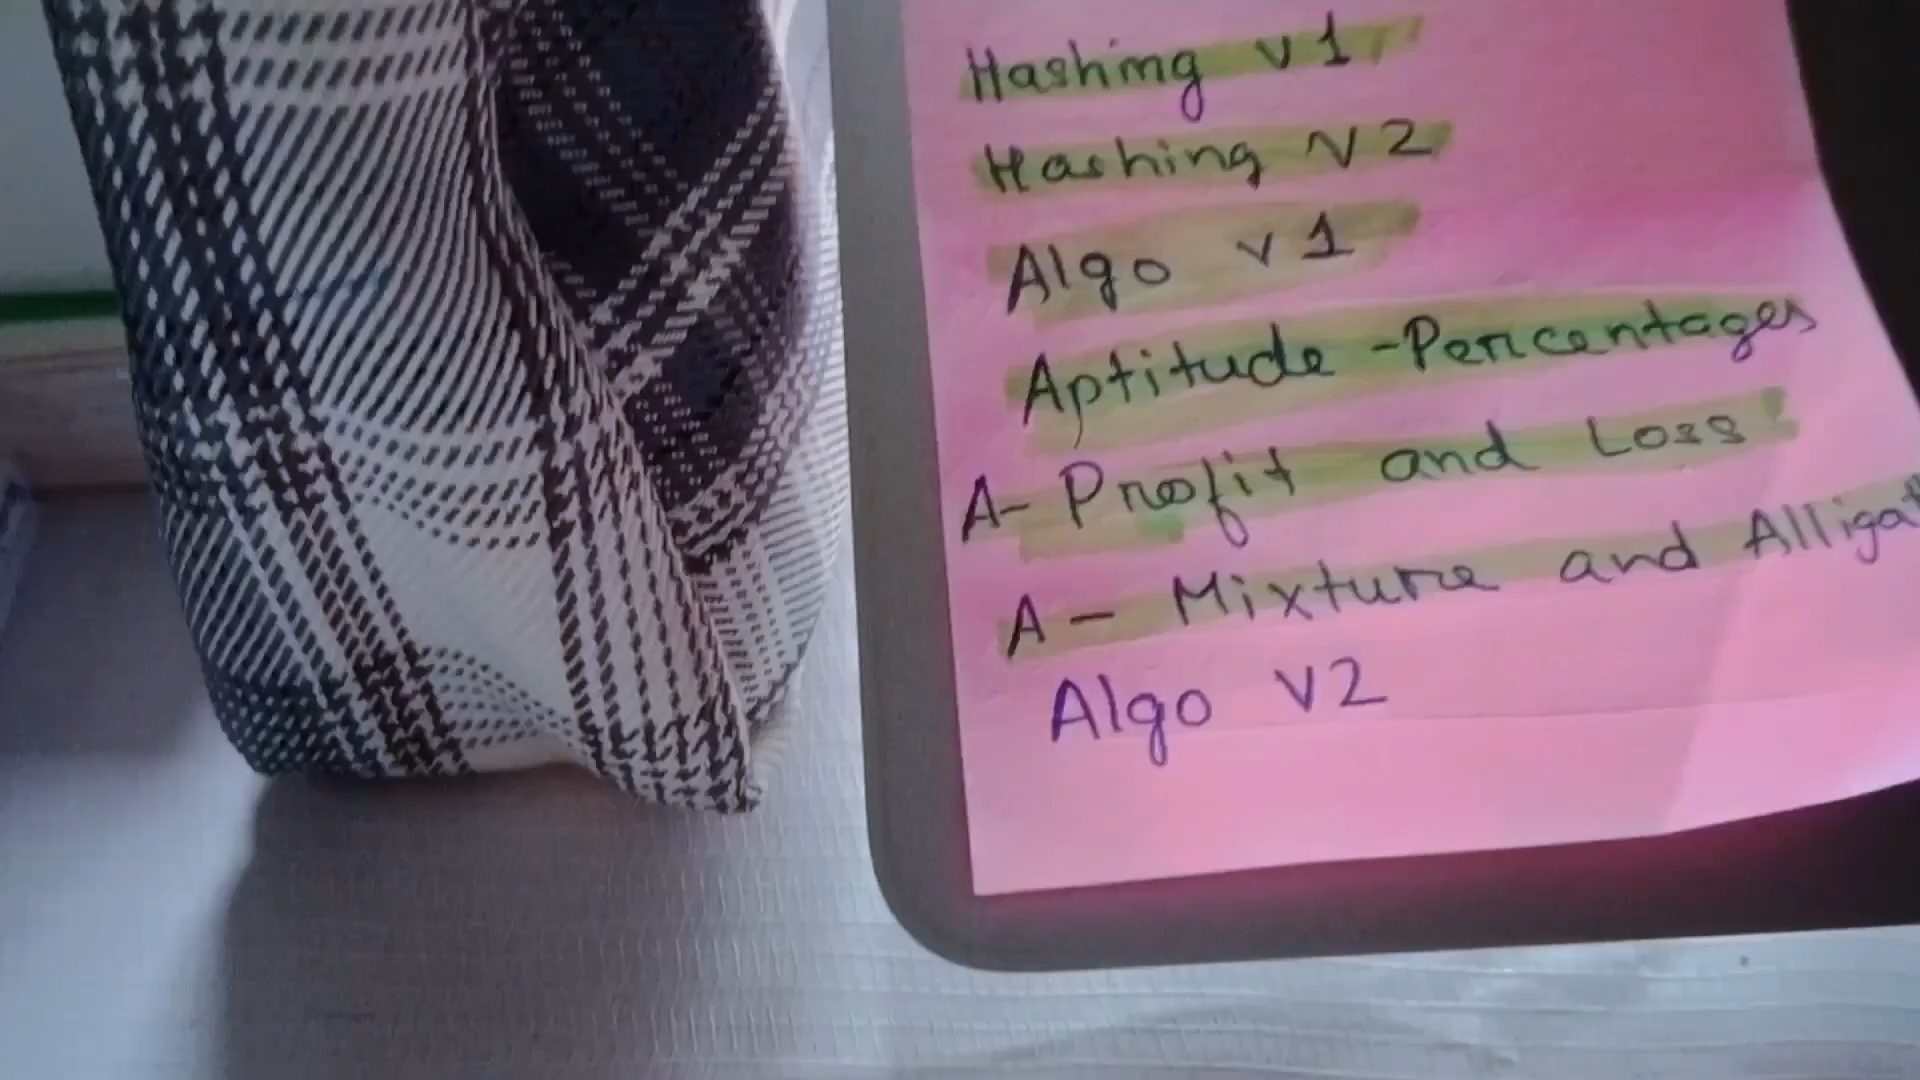 Hashing v1
Hashing V2
Algo v1
Aptitude - Percentages
A- Profit and Loss
A - Mixture and
Algo V2